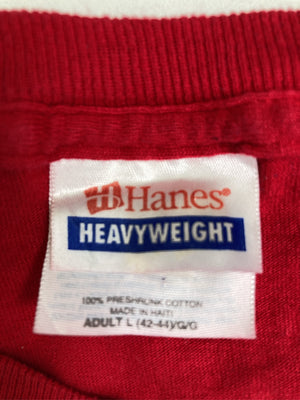 Hanes®
HEAVYWEIGHT
100% PRESHRUNK COTTON
MADE IN HAITI
ADULT L (42-44)/G/G